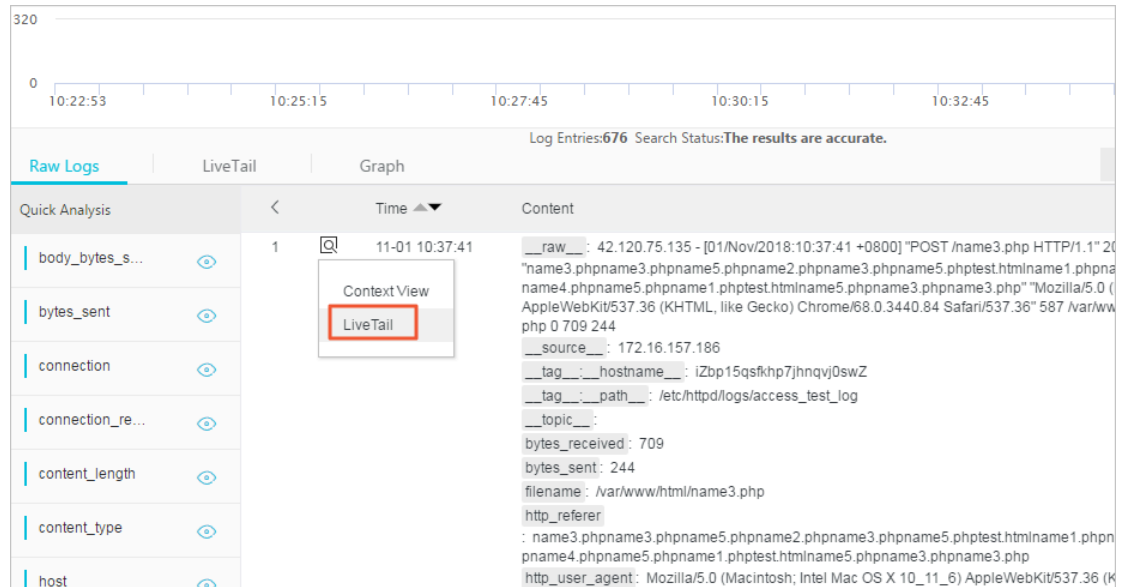 320
0
10:22:53 10:25:15 10:27:45 10:30:15 10:32:45
Log Entries:676 Search Status:The results are accurate.
Raw Logs LiveTail Graph
Quick Analysis
Time
Content
body_bytes_s...
bytes_sent
connection
connection_re...
content_length
content_type
host
1 11-01 10:37:41
Context View
LiveTail
__raw__ : 42.120.75.135 - [01/Nov/2018:10:37:41 +0800] "POST /name3.php HTTP/1.1" 20
"name3.phpname3.phpname5.phpname2.phpname3.phpname5.phptest.htmlname1.phpna
name4.phpname5.phpname1.phptest.htmlname5.phpname3.phpname3.php" "Mozilla/5.0 (
AppleWebKit/537.36 (KHTML, like Gecko) Chrome/68.0.3440.84 Safari/537.36" 587 /var/ww
php 0 709 244
__source__ : 172.16.157.186
__tag__:__hostname__ : iZbp15qsfkhp7jhnqvj0swZ
__tag__:__path__ : /etc/httpd/logs/access_test_log
__topic__ :
bytes_received : 709
bytes_sent : 244
filename : /var/www/html/name3.php
http_referer
: name3.phpname3.phpname5.phpname2.phpname3.phpname5.phptest.htmlname1.phpn
pname4.phpname5.phpname1.phptest.htmlname5.phpname3.phpname3.php
http_user_agent : Mozilla/5.0 (Macintosh; Intel Mac OS X 10_11_6) AppleWebKit/537.36 (K